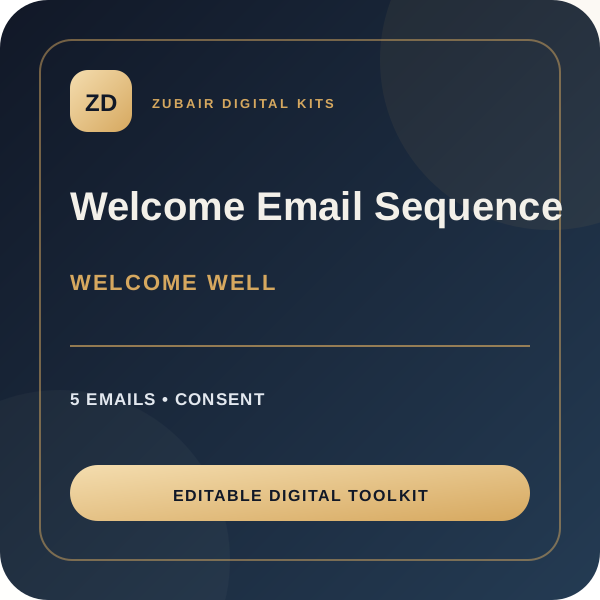 ZD
ZUBAIR DIGITAL KITS
Welcome Email Sequence
WELCOME WELL
5 EMAILS • CONSENT
EDITABLE DIGITAL TOOLKIT